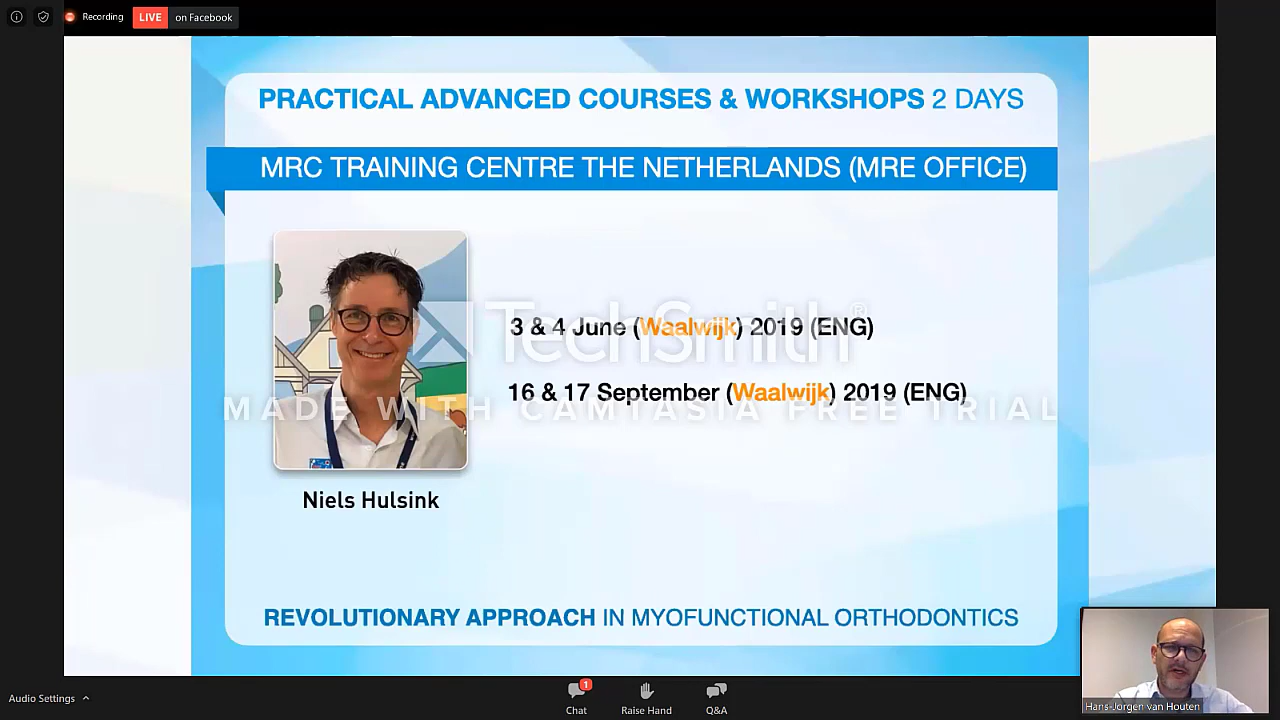 Recording
LIVE on Facebook
PRACTICAL ADVANCED COURSES & WORKSHOPS 2 DAYS
MRC TRAINING CENTRE THE NETHERLANDS (MRE OFFICE)
TechSmith®
3 & 4 June (Waalwijk) 2019 (ENG)
16 & 17 September (Waalwijk) 2019 (ENG)
MADE WITH CAMTASIA FREE TRIAL
Niels Hulsink
REVOLUTIONARY APPROACH IN MYOFUNCTIONAL ORTHODONTICS
Hans-Jorgen van Houten
Audio Settings
1
Chat
Raise Hand
Q&A